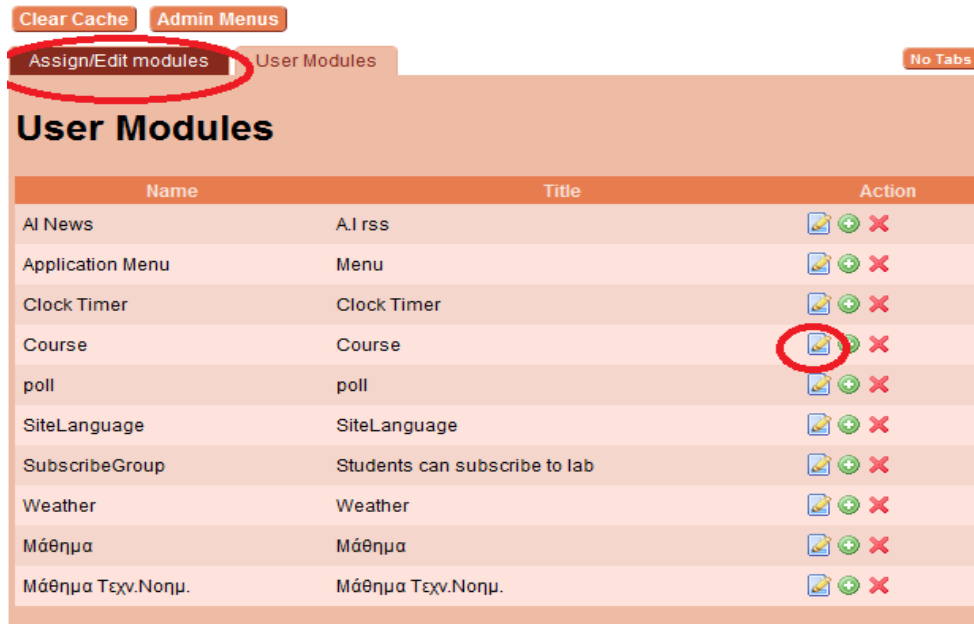 Clear Cache Admin Menus
Assign/Edit modules User Modules No Tabs
User Modules
Name Title Action
AI News A.I rss
Application Menu Menu
Clock Timer Clock Timer
Course Course
poll poll
SiteLanguage SiteLanguage
SubscribeGroup Students can subscribe to lab
Weather Weather
Μάθημα Μάθημα
Μάθημα Τεχν.Νοημ. Μάθημα Τεχν.Νοημ.